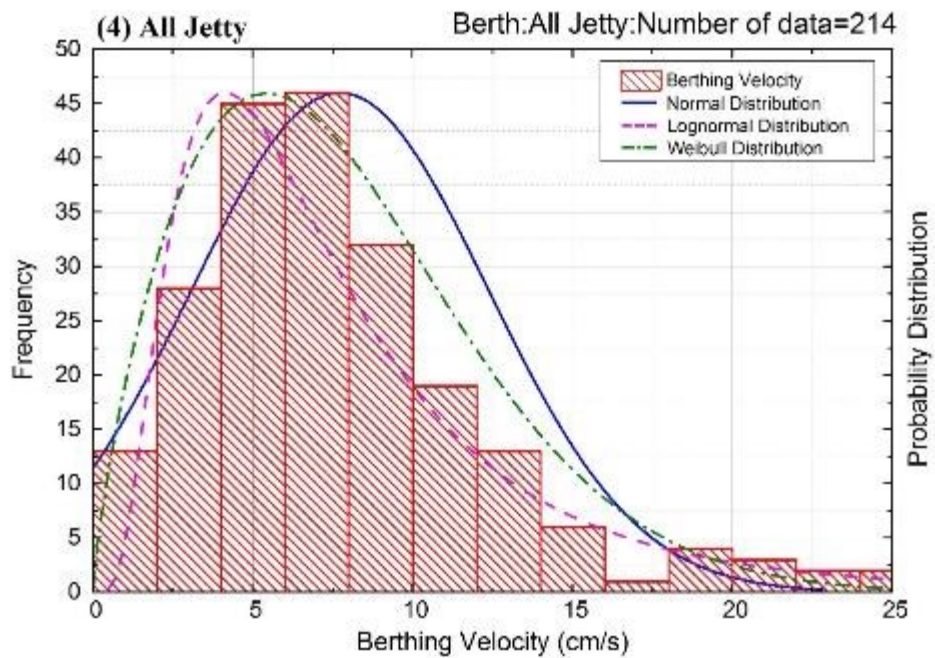 (4) All Jetty
Berth:All Jetty:Number of data=214
50
45
40
35
30
25
20
15
10
5
0
Frequency
Berthing Velocity
Normal Distribution
Lognormal Distribution
Weibull Distribution
Probability Distribution
0 5 10 15 20 25
Berthing Velocity (cm/s)